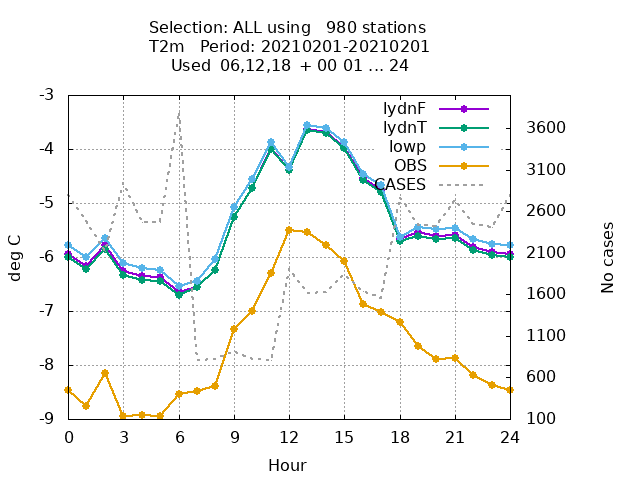 Selection: ALL using   980 stations
T2m   Period: 20210201-20210201
Used  06,12,18  + 00 01 ... 24
lydnF
lydnT
lowp
OBS
CASES
deg C
-3
-4
-5
-6
-7
-8
-9
No cases
3600
3100
2600
2100
1600
1100
600
100
0 3 6 9 12 15 18 21 24
Hour